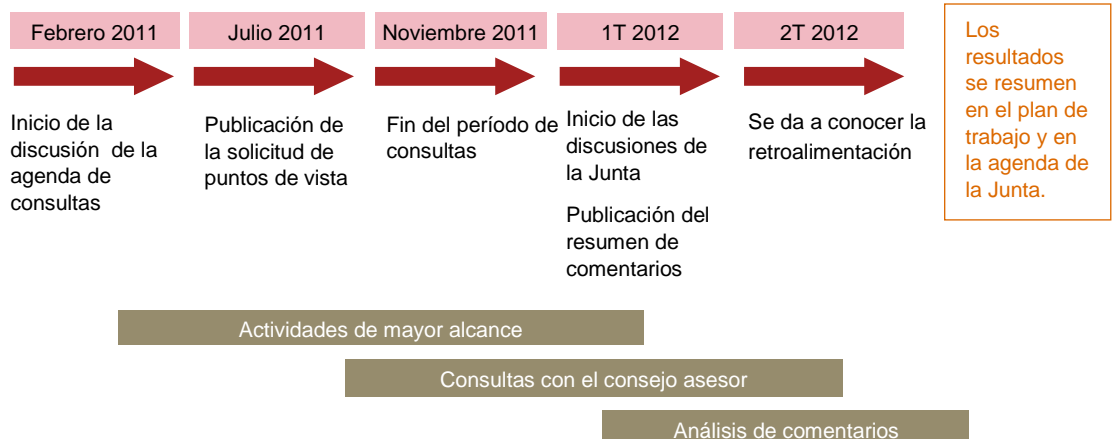 Febrero 2011
Julio 2011
Noviembre 2011
1T 2012
2T 2012
Inicio de la
discusión de la
agenda de
consultas
Publicación de
la solicitud de
puntos de vista
Fin del período de
consultas
Inicio de las
discusiones de
la Junta
Publicación del
resumen de
comentarios
Se da a conocer la
retroalimentación
Los
resultados
se resumen
en el plan de
trabajo y en
la agenda de
la Junta.
Actividades de mayor alcance
Consultas con el consejo asesor
Análisis de comentarios